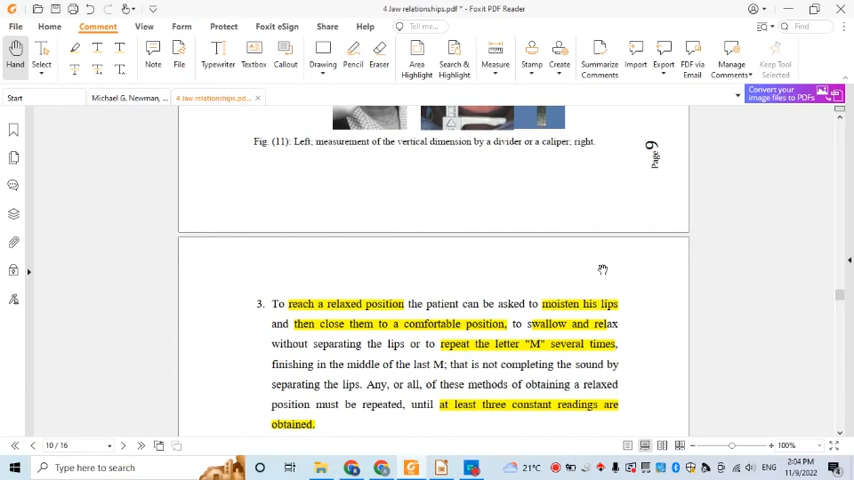 4 Jaw relationships.pdf * - Foxit PDF Reader
File Home Comment View Form Protect Foxit eSign Share Help Tell me... Find
Hand Select Note File Typewriter Textbox Callout Drawing Pencil Eraser Area Highlight Search & Highlight Measure Stamp Create Summarize Comments Import Export FDF via Email Manage Comments Keep Tool Selected
Start Michael G. Newman, ... 4 Jaw relationships.pd... Convert your image files to PDFs
Fig. (11): Left; measurement of the vertical dimension by a divider or a caliper; right.
Page 9
3. To reach a relaxed position the patient can be asked to moisten his lips
and then close them to a comfortable position, to swallow and relax
without separating the lips or to repeat the letter "M" several times,
finishing in the middle of the last M; that is not completing the sound by
separating the lips. Any, or all, of these methods of obtaining a relaxed
position must be repeated, until at least three constant readings are
obtained.
10 / 16 100%
Type here to search 21°C ENG 2:04 PM
11/9/2022 4